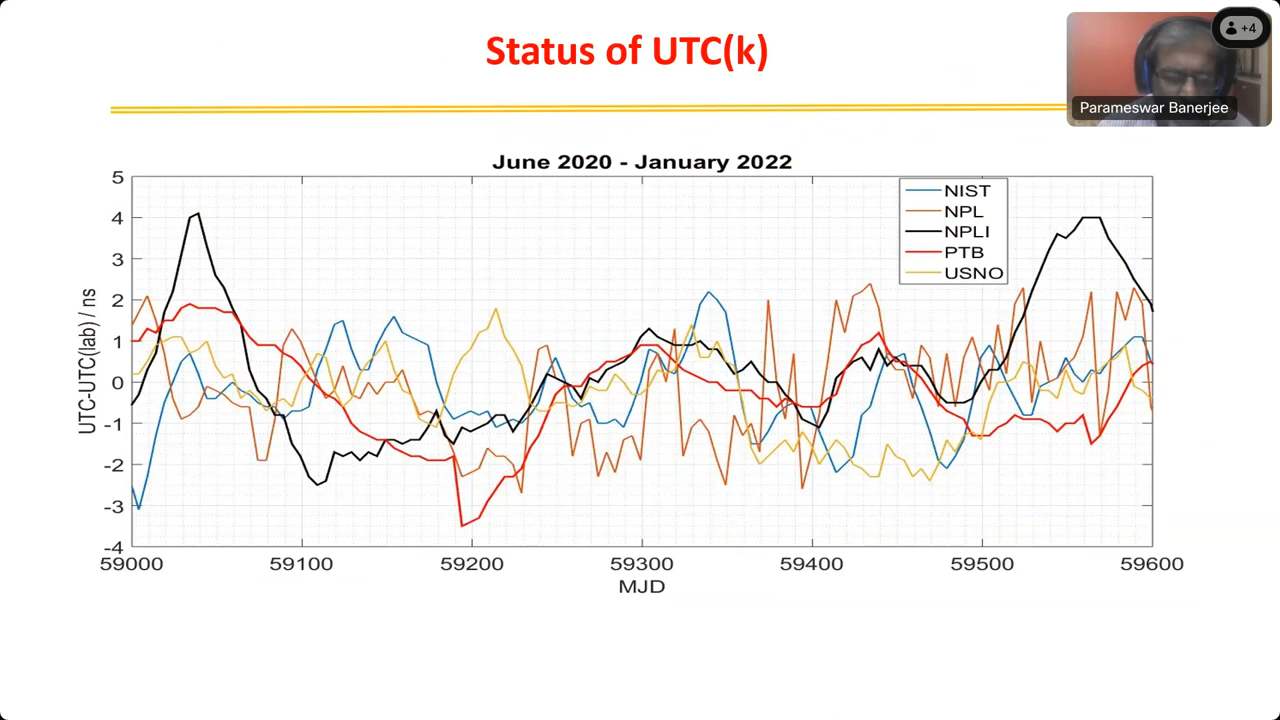 Status of UTC(k)
+4
Parameswar Banerjee
June 2020 - January 2022
UTC-UTC(lab) / ns
5
4
3
2
1
0
-1
-2
-3
-4
NIST
NPL
NPLI
PTB
USNO
59000 59100 59200 59300 59400 59500 59600
MJD